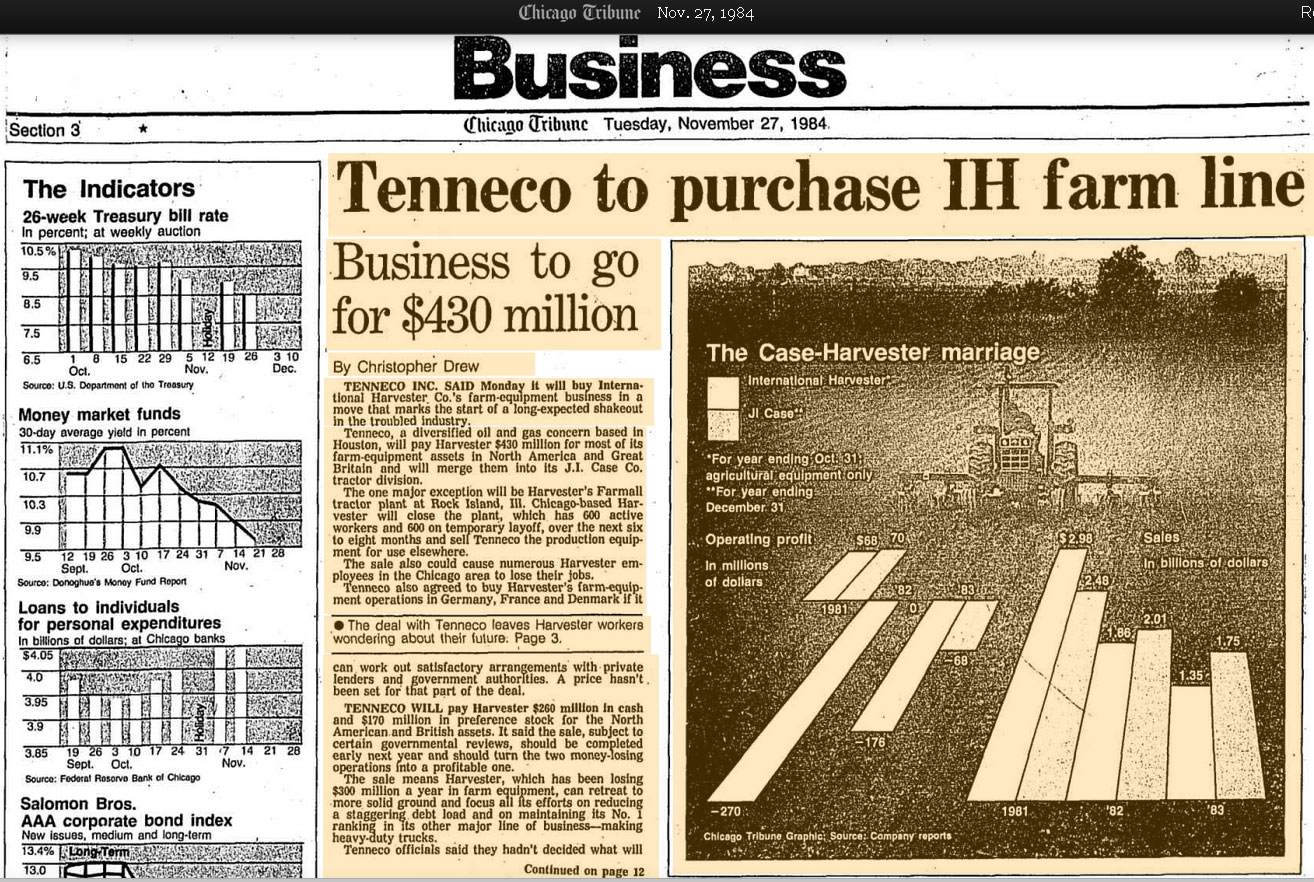 Chicago Tribune Nov. 27, 1984
Business
Section 3 ★
Chicago Tribune Tuesday, November 27, 1984
The Indicators
26-week Treasury bill rate
In percent; at weekly auction
10.5%
9.5
8.5
7.5
6.5
Holiday
1 8 15 22 29 5 12 19 26 3 10
Oct. Nov. Dec.
Source: U.S. Department of the Treasury
Money market funds
30-day average yield in percent
11.1%
10.7
10.3
9.9
9.5
12 19 26 3 10 17 24 31 7 14 21 28
Sept. Oct. Nov.
Source: Donoghue's Money Fund Report
Loans to individuals
for personal expenditures
In billions of dollars; at Chicago banks
$4.05
4.0
3.95
3.9
3.85
Holiday
19 26 3 10 17 24 31 7 14 21 28
Sept. Oct. Nov.
Source: Federal Reserve Bank of Chicago
Salomon Bros.
AAA corporate bond index
New issues, medium and long-term
13.4% Long-Term
13.0
Tenneco to purchase IH farm line
Business to go
for $430 million
By Christopher Drew
TENNECO INC. SAID Monday it will buy Interna-
tional Harvester Co.'s farm-equipment business in a
move that marks the start of a long-expected shakeout
in the troubled industry.
Tenneco, a diversified oil and gas concern based in
Houston, will pay Harvester $430 million for most of its
farm-equipment assets in North America and Great
Britain and will merge them into its J.I. Case Co.
tractor division.
The one major exception will be Harvester's Farmall
tractor plant at Rock Island, Ill. Chicago-based Har-
vester will close the plant, which has 600 active
workers and 600 on temporary layoff, over the next six
to eight months and sell Tenneco the production equip-
ment for use elsewhere.
The sale also could cause numerous Harvester em-
ployees in the Chicago area to lose their jobs.
Tenneco also agreed to buy Harvester's farm-equip-
ment operations in Germany, France and Denmark if it
● The deal with Tenneco leaves Harvester workers
wondering about their future. Page 3.
can work out satisfactory arrangements with private
lenders and government authorities. A price hasn't
been set for that part of the deal.
TENNECO WILL pay Harvester $260 million in cash
and $170 million in preference stock for the North
American and British assets. It said the sale, subject to
certain governmental reviews, should be completed
early next year and should turn the two money-losing
operations into a profitable one.
The sale means Harvester, which has been losing
$300 million a year in farm equipment, can retreat to
more solid ground and focus all its efforts on reducing
a staggering debt load and on maintaining its No. 1
ranking in its other major line of business—making
heavy-duty trucks.
Tenneco officials said they hadn't decided what will
Continued on page 12
The Case-Harvester marriage
International Harvester*
JI Case**
*For year ending Oct. 31;
agricultural equipment only
**For year ending
December 31
Operating profit
In millions
of dollars
$68 70
1981 '82 0 '83
-68
176
-270
Sales
In billions of dollars
$2.98
2.48
1.86
2.01
1.35
1.75
1981 '82 '83
Chicago Tribune Graphic; Source: Company reports